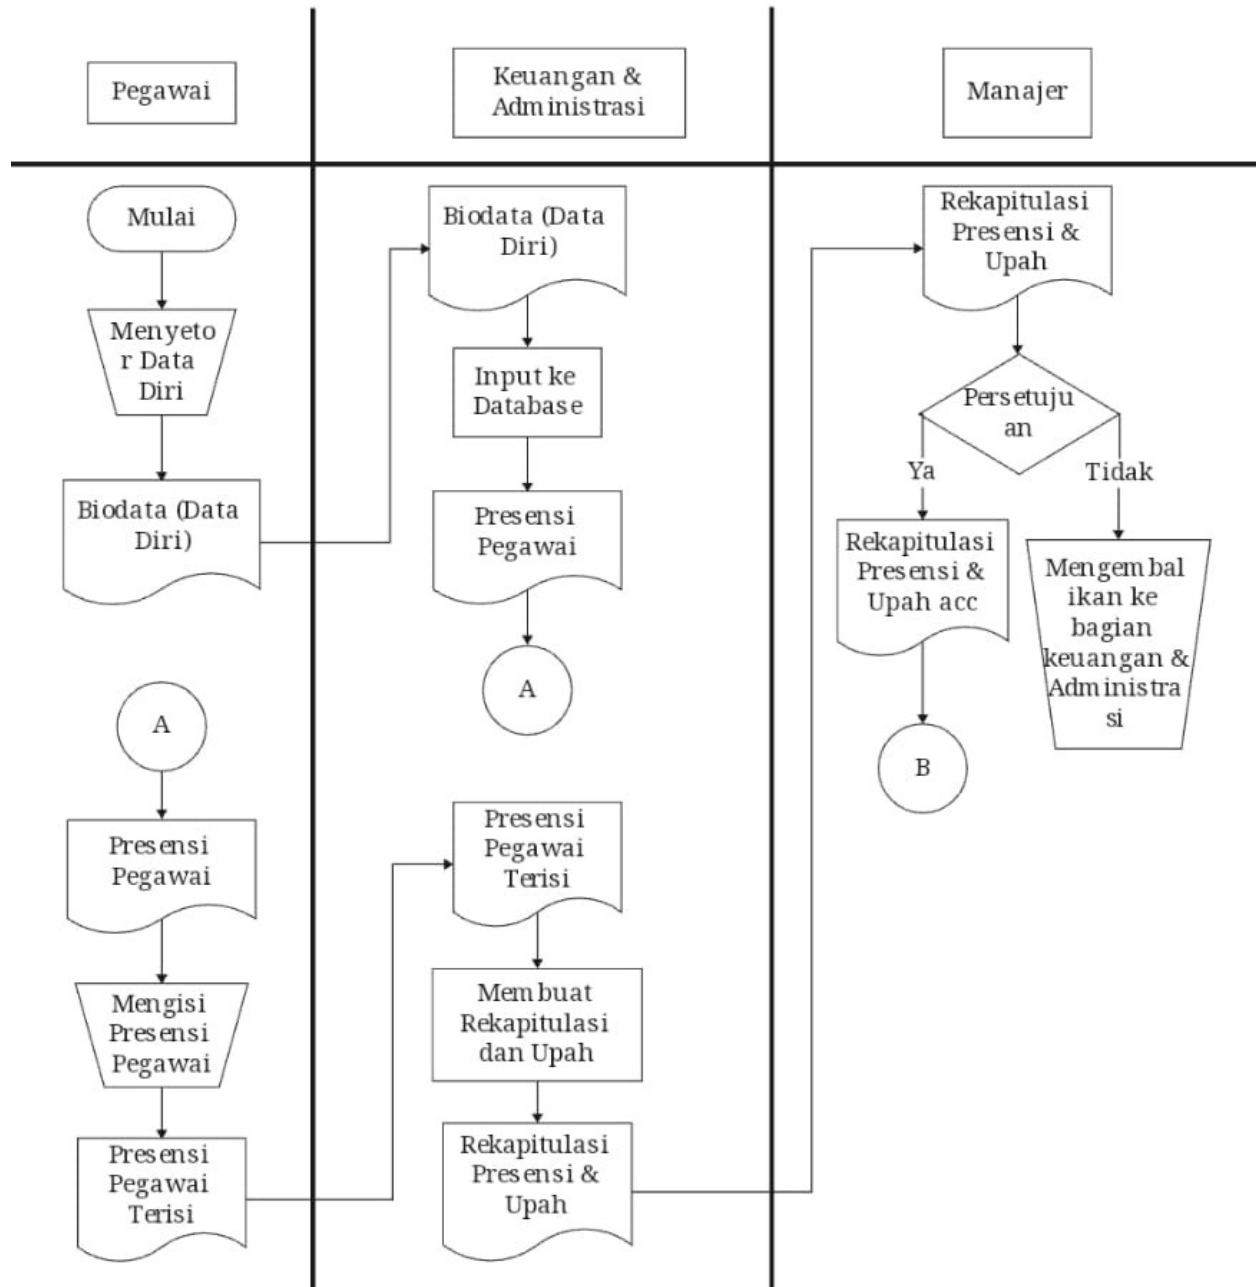 Pegawai
Keuangan &
Administrasi
Manajer
Mulai
Menyeto
r Data
Diri
Biodata (Data
Diri)
A
Presensi
Pegawai
Mengisi
Presensi
Pegawai
Presensi
Pegawai
Terisi
Biodata (Data
Diri)
Input ke
Database
Presensi
Pegawai
A
Presensi
Pegawai
Terisi
Membuat
Rekapitulasi
dan Upah
Rekapitulasi
Presensi &
Upah
Rekapitulasi
Presensi &
Upah
Persetuju
an
Ya
Tidak
Rekapitulasi
Presensi &
Upah acc
B
Mengembal
ikan ke
bagian
keuangan &
Administra
si